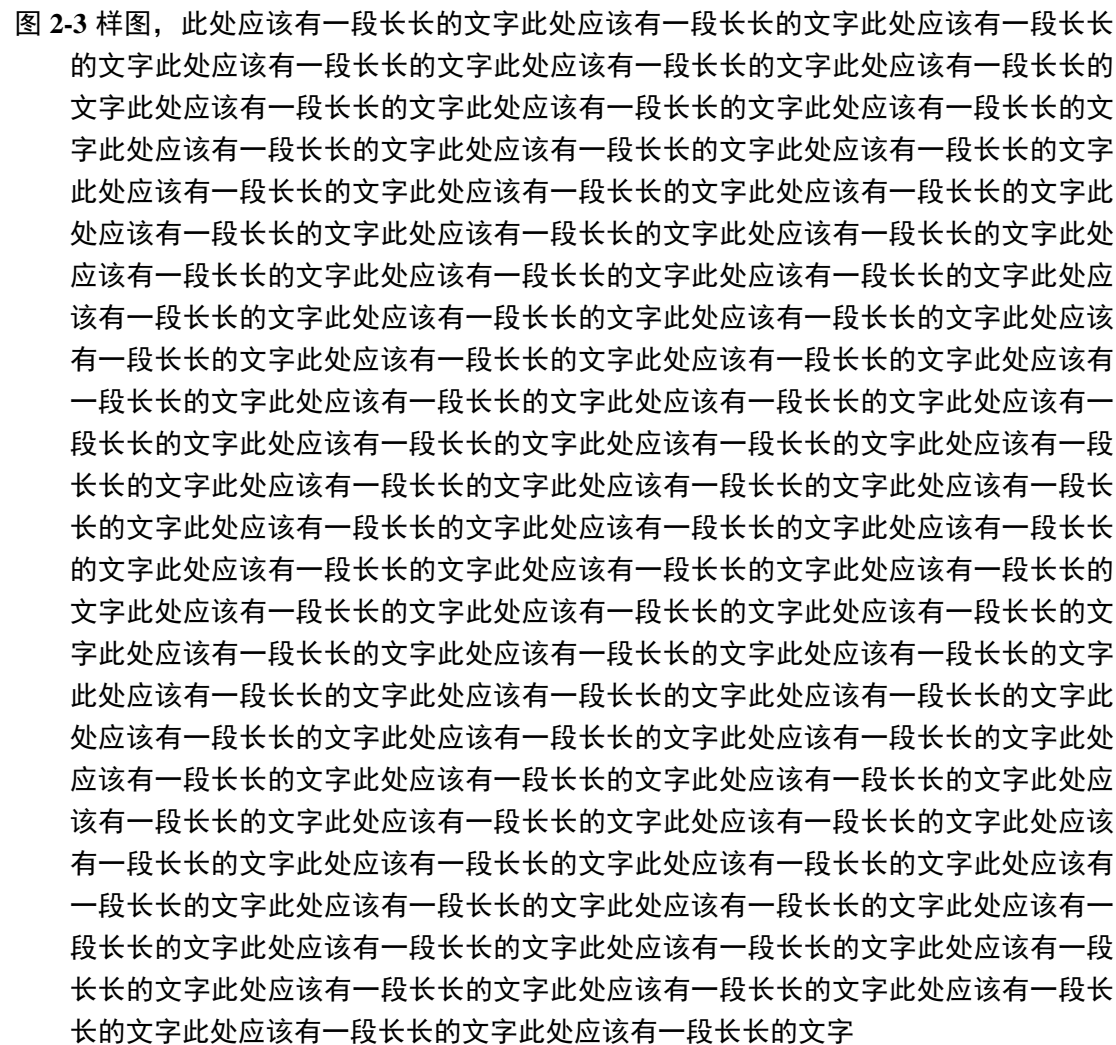 图 2-3 样图，此处应该有一段长长的文字此处应该有一段长长的文字此处应该有一段长长
的文字此处应该有一段长长的文字此处应该有一段长长的文字此处应该有一段长长的
文字此处应该有一段长长的文字此处应该有一段长长的文字此处应该有一段长长的文
字此处应该有一段长长的文字此处应该有一段长长的文字此处应该有一段长长的文字
此处应该有一段长长的文字此处应该有一段长长的文字此处应该有一段长长的文字此
处应该有一段长长的文字此处应该有一段长长的文字此处应该有一段长长的文字此处
应该有一段长长的文字此处应该有一段长长的文字此处应该有一段长长的文字此处应
该有一段长长的文字此处应该有一段长长的文字此处应该有一段长长的文字此处应该
有一段长长的文字此处应该有一段长长的文字此处应该有一段长长的文字此处应该有
一段长长的文字此处应该有一段长长的文字此处应该有一段长长的文字此处应该有一
段长长的文字此处应该有一段长长的文字此处应该有一段长长的文字此处应该有一段
长长的文字此处应该有一段长长的文字此处应该有一段长长的文字此处应该有一段长
长的文字此处应该有一段长长的文字此处应该有一段长长的文字此处应该有一段长长
的文字此处应该有一段长长的文字此处应该有一段长长的文字此处应该有一段长长的
文字此处应该有一段长长的文字此处应该有一段长长的文字此处应该有一段长长的文
字此处应该有一段长长的文字此处应该有一段长长的文字此处应该有一段长长的文字
此处应该有一段长长的文字此处应该有一段长长的文字此处应该有一段长长的文字此
处应该有一段长长的文字此处应该有一段长长的文字此处应该有一段长长的文字此处
应该有一段长长的文字此处应该有一段长长的文字此处应该有一段长长的文字此处应
该有一段长长的文字此处应该有一段长长的文字此处应该有一段长长的文字此处应该
有一段长长的文字此处应该有一段长长的文字此处应该有一段长长的文字此处应该有
一段长长的文字此处应该有一段长长的文字此处应该有一段长长的文字此处应该有一
段长长的文字此处应该有一段长长的文字此处应该有一段长长的文字此处应该有一段
长长的文字此处应该有一段长长的文字此处应该有一段长长的文字此处应该有一段长
长的文字此处应该有一段长长的文字此处应该有一段长长的文字